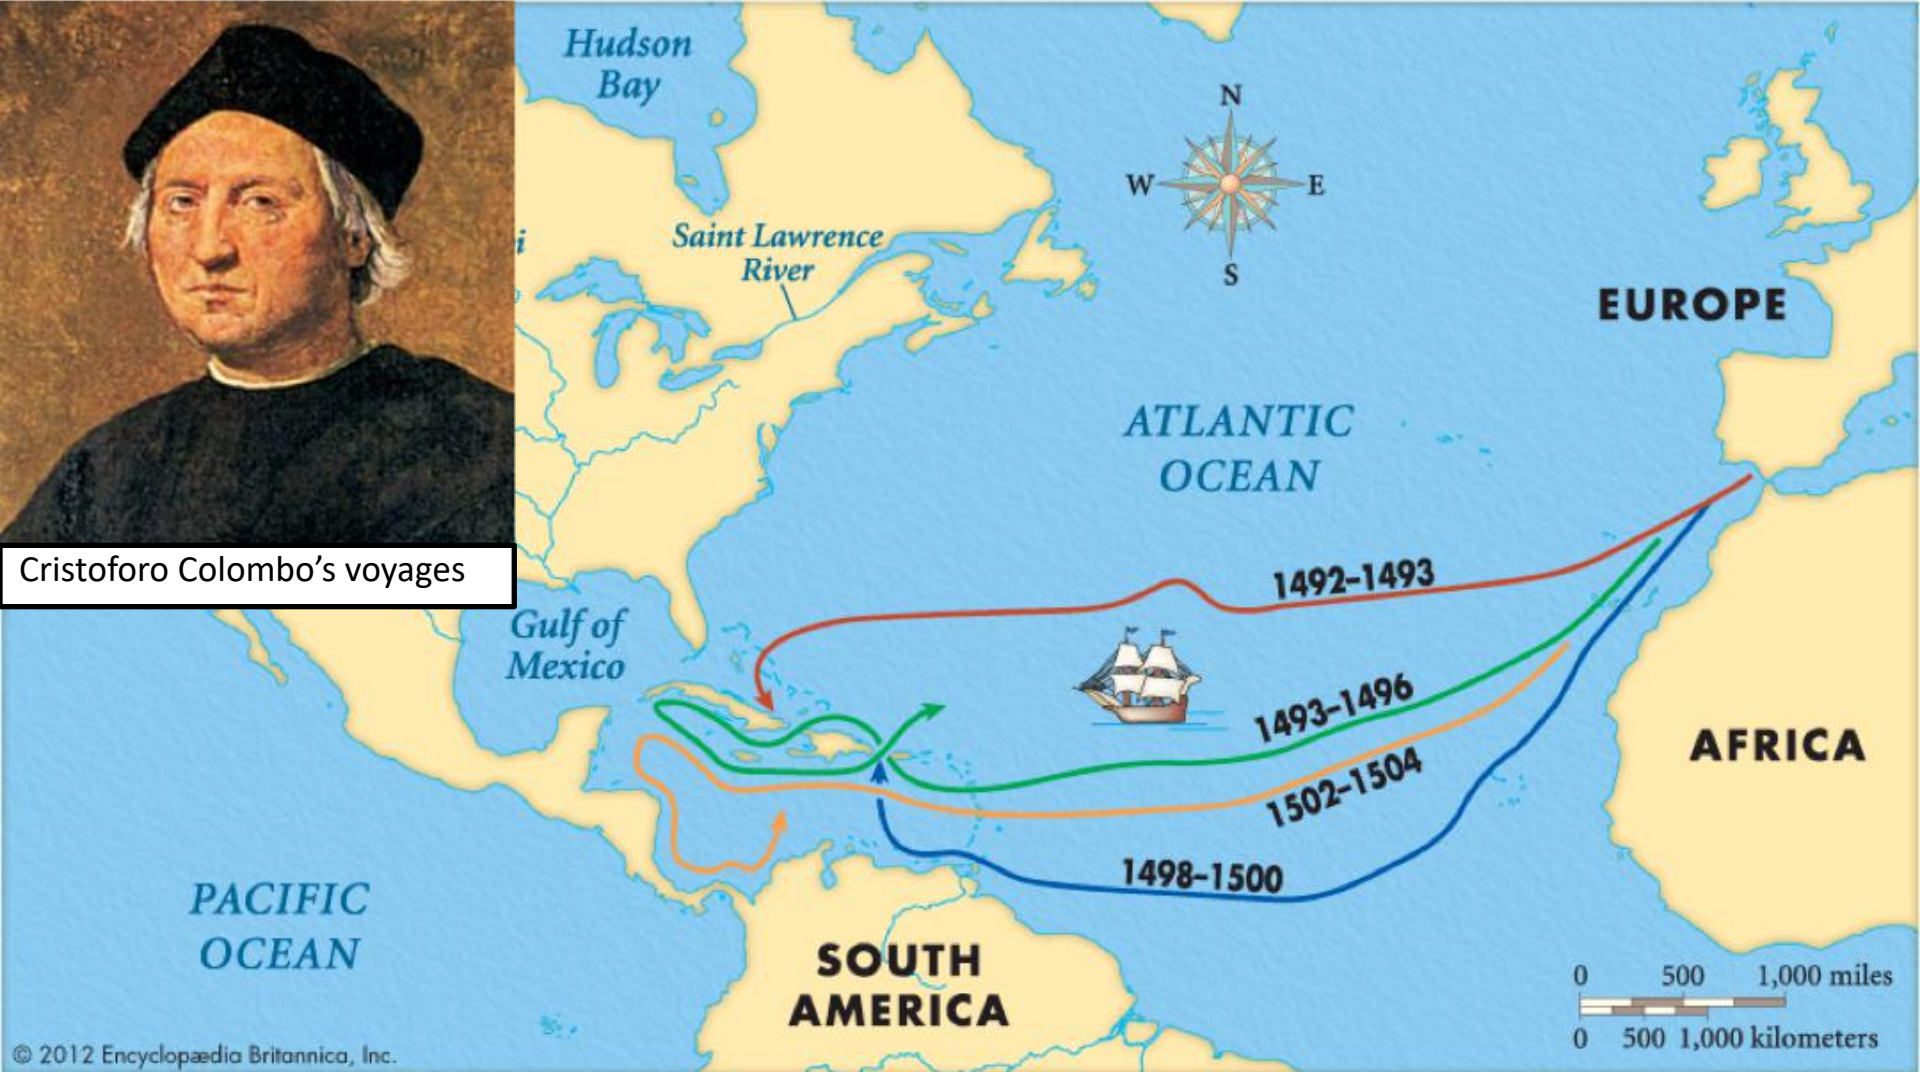 Hudson
Bay
N
W
E
S
Saint Lawrence
River
i
EUROPE
ATLANTIC
OCEAN
Cristoforo Colombo’s voyages
1492–1493
Gulf of
Mexico
1493–1496
AFRICA
1502–1504
1498–1500
PACIFIC
OCEAN
SOUTH
AMERICA
0 500 1,000 miles
0 500 1,000 kilometers
© 2012 Encyclopædia Britannica, Inc.